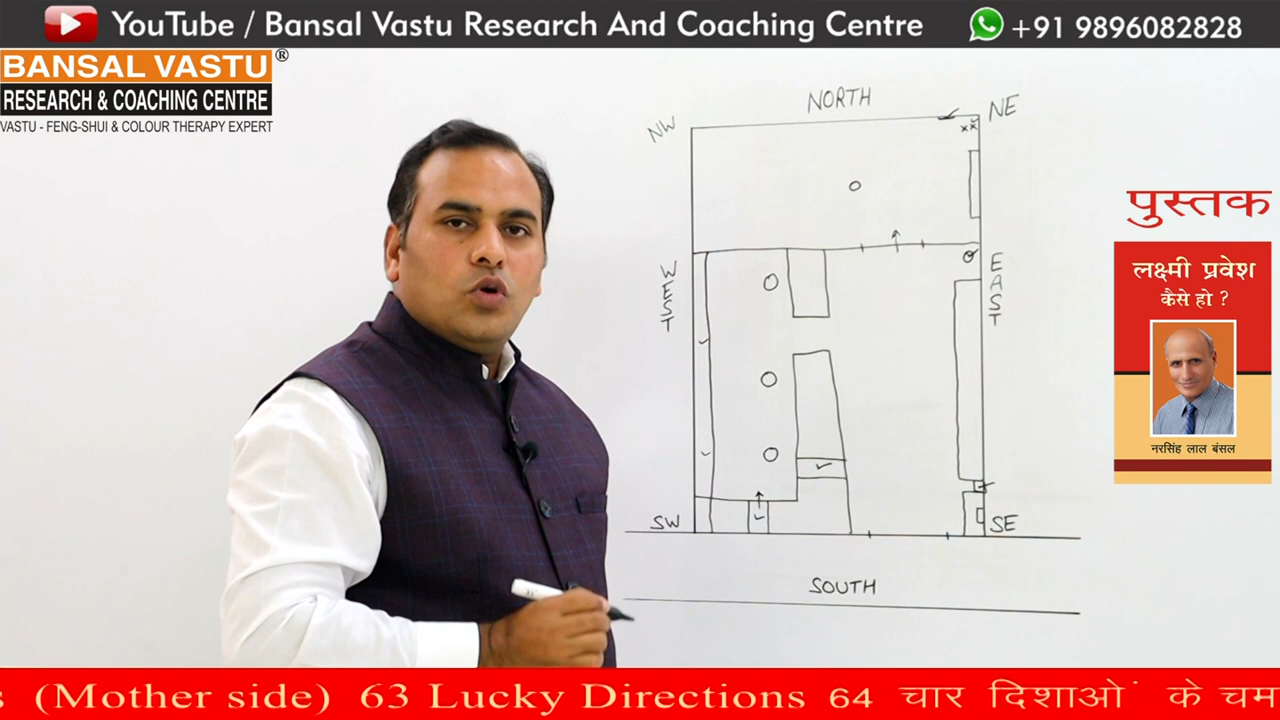 YouTube / Bansal Vastu Research And Coaching Centre
+91 9896082828
BANSAL VASTU®
RESEARCH & COACHING CENTRE
VASTU - FENG-SHUI & COLOUR THERAPY EXPERT
NORTH
NW
NE
WEST
EAST
SW
SE
SOUTH
पुस्तक
लक्ष्मी प्रवेश
कैसे हो ?
नरसिंह लाल बंसल
(Mother side) 63 Lucky Directions 64 चार दिशाओं के